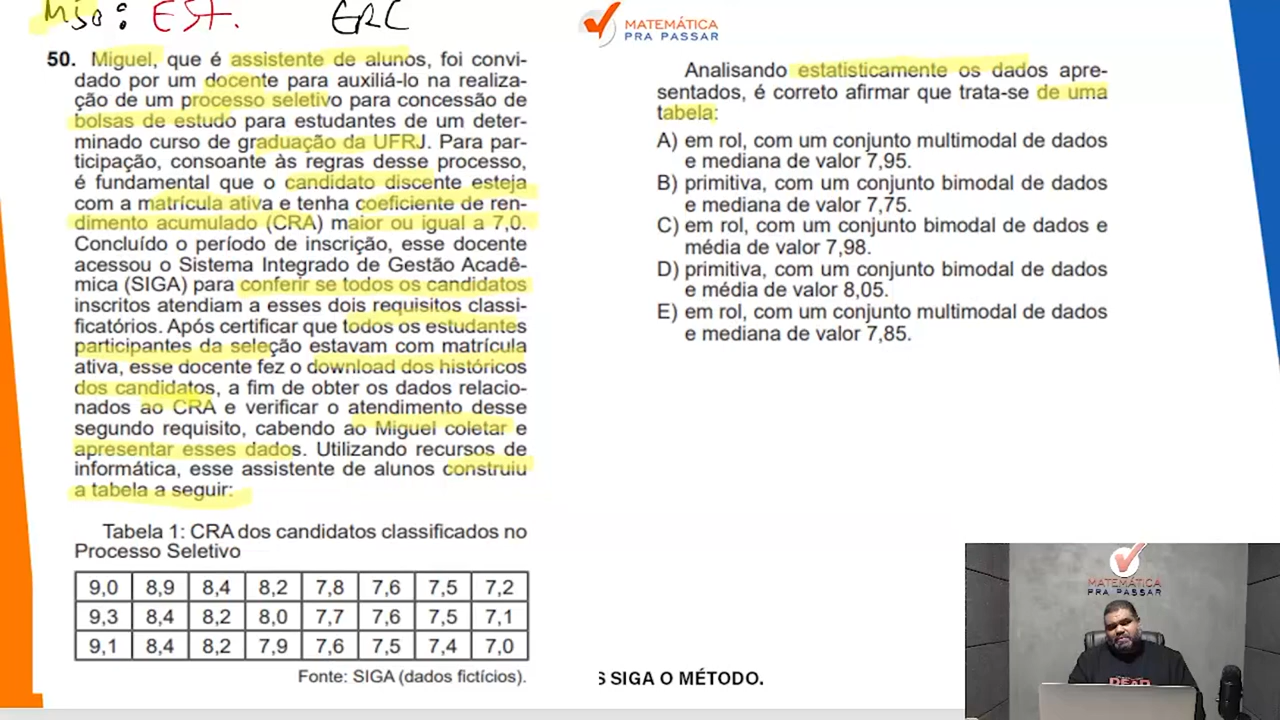 MJB: EST. ERC
MATEMÁTICA
PRA PASSAR
50. Miguel, que é assistente de alunos, foi convi-
dado por um docente para auxiliá-lo na realiza-
ção de um processo seletivo para concessão de
bolsas de estudo para estudantes de um deter-
minado curso de graduação da UFRJ. Para par-
ticipação, consoante às regras desse processo,
é fundamental que o candidato discente esteja
com a matrícula ativa e tenha coeficiente de ren-
dimento acumulado (CRA) maior ou igual a 7,0.
Concluído o período de inscrição, esse docente
acessou o Sistema Integrado de Gestão Acadê-
mica (SIGA) para conferir se todos os candidatos
inscritos atendiam a esses dois requisitos classi-
ficatórios. Após certificar que todos os estudantes
participantes da seleção estavam com matrícula
ativa, esse docente fez o download dos históricos
dos candidatos, a fim de obter os dados relacio-
nados ao CRA e verificar o atendimento desse
segundo requisito, cabendo ao Miguel coletar e
apresentar esses dados. Utilizando recursos de
informática, esse assistente de alunos construiu
a tabela a seguir:
Tabela 1: CRA dos candidatos classificados no
Processo Seletivo
9,0 8,9 8,4 8,2 7,8 7,6 7,5 7,2
9,3 8,4 8,2 8,0 7,7 7,6 7,5 7,1
9,1 8,4 8,2 7,9 7,6 7,5 7,4 7,0
Fonte: SIGA (dados fictícios).
Analisando estatisticamente os dados apre-
sentados, é correto afirmar que trata-se de uma
tabela:
A) em rol, com um conjunto multimodal de dados
e mediana de valor 7,95.
B) primitiva, com um conjunto bimodal de dados
e mediana de valor 7,75.
C) em rol, com um conjunto bimodal de dados e
média de valor 7,98.
D) primitiva, com um conjunto bimodal de dados
e média de valor 8,05.
E) em rol, com um conjunto multimodal de dados
e mediana de valor 7,85.
S SIGA O MÉTODO.
MATEMÁTICA
PRA PASSAR
DEAD